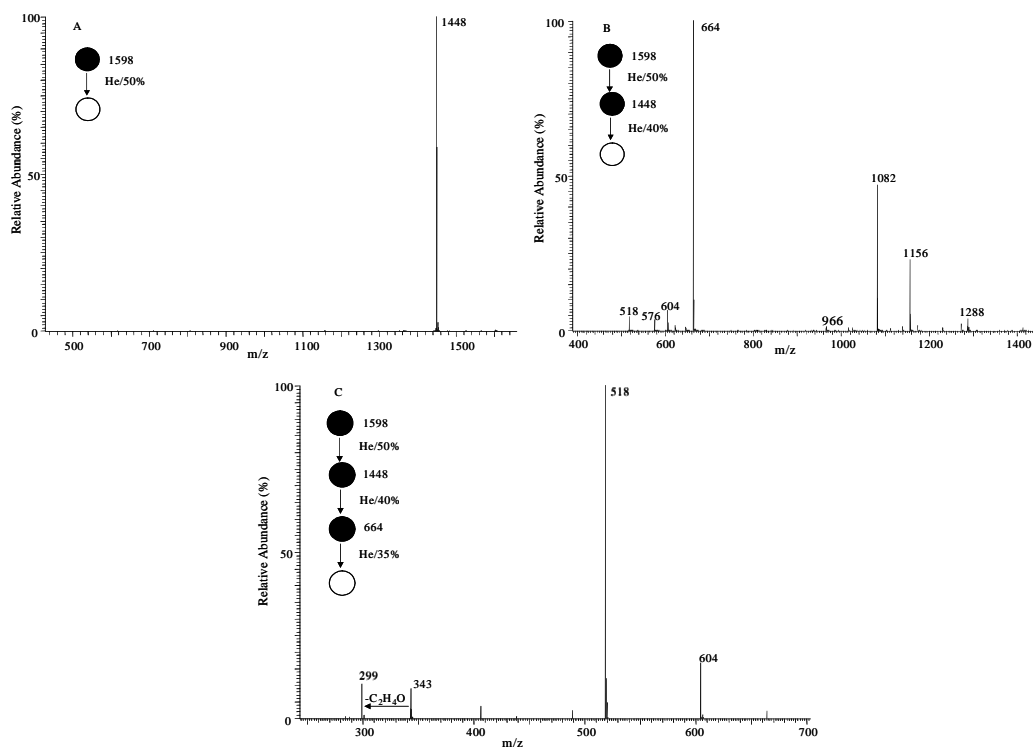 A
100
50
0
Relative Abundance (%)
1598
He/50%
1448
500 700 900 1100 1300 1500
m/z
B
100
50
0
Relative Abundance (%)
1598
He/50%
1448
He/40%
664
1082
1156
518
576
604
966
1288
400 600 800 1000 1200 1400
m/z
C
100
50
0
Relative Abundance (%)
1598
He/50%
1448
He/40%
664
He/35%
518
604
299
343
-C₂H₄O
300 400 500 600 700
m/z